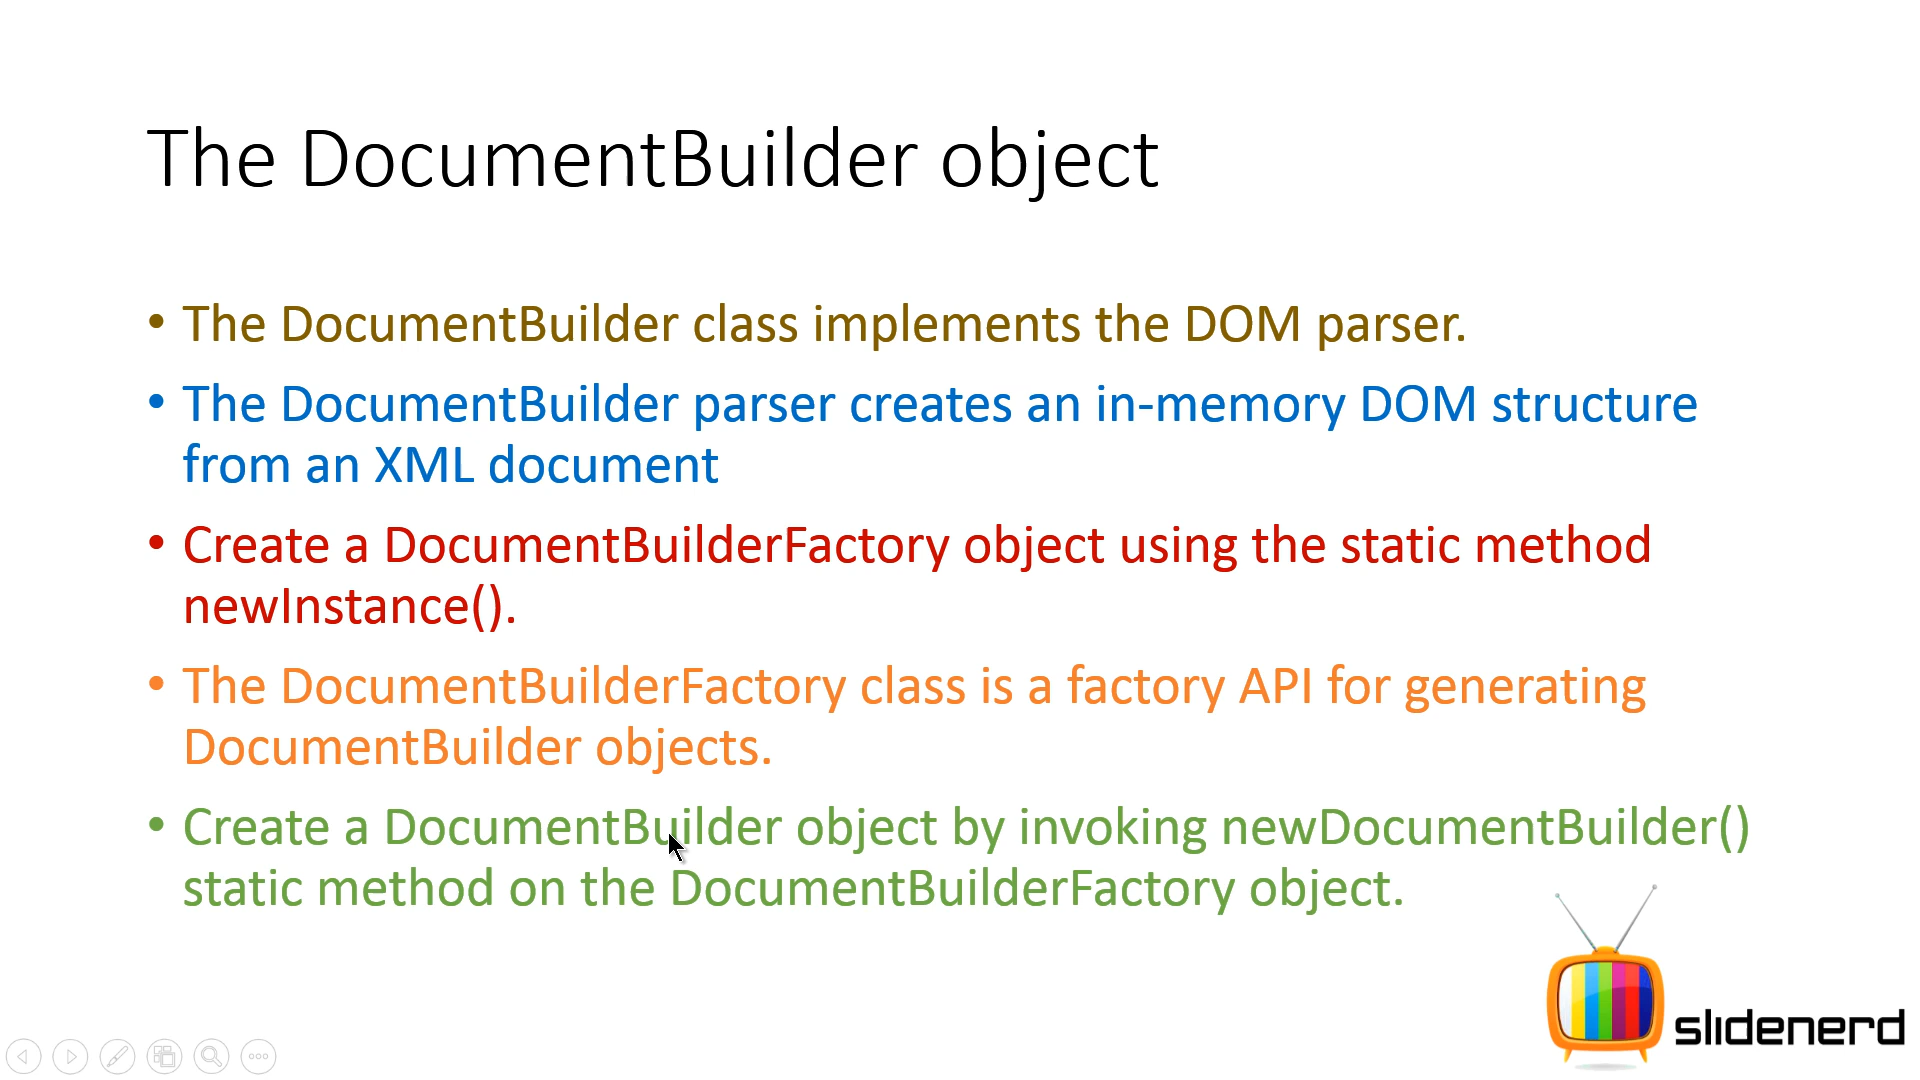 The DocumentBuilder object
• The DocumentBuilder class implements the DOM parser.
• The DocumentBuilder parser creates an in-memory DOM structure
from an XML document
• Create a DocumentBuilderFactory object using the static method
newInstance().
• The DocumentBuilderFactory class is a factory API for generating
DocumentBuilder objects.
• Create a DocumentBuilder object by invoking newDocumentBuilder()
static method on the DocumentBuilderFactory object.
slidenerd